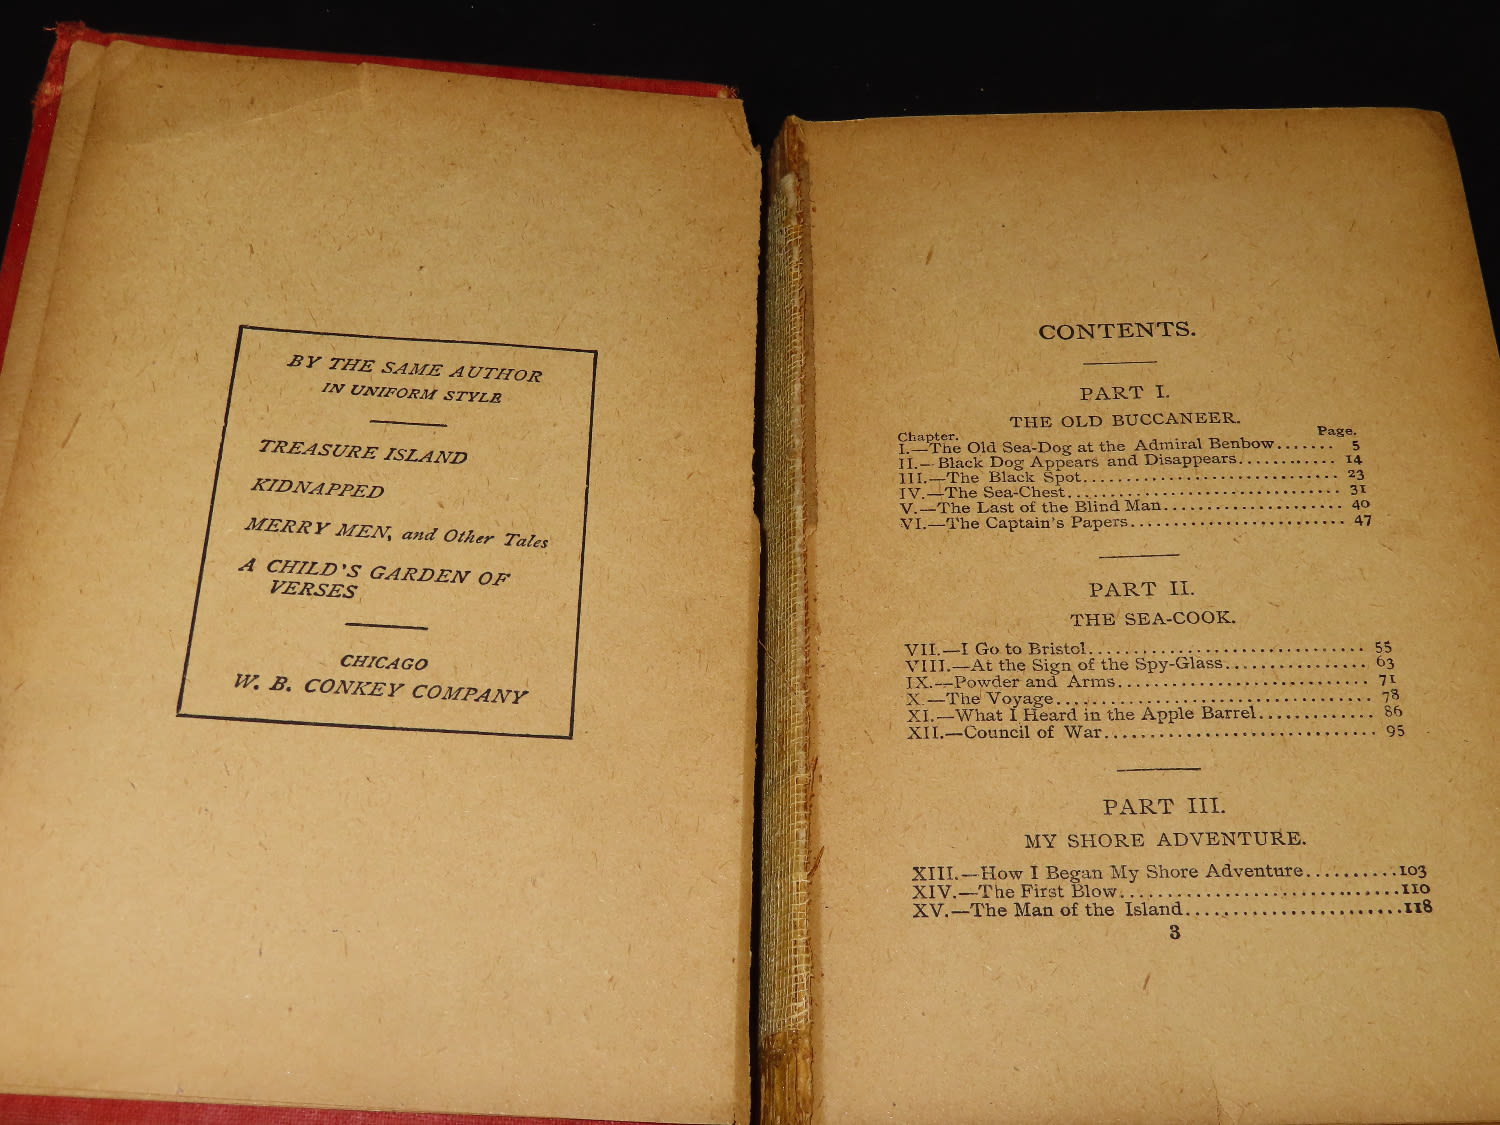 BY THE SAME AUTHOR
IN UNIFORM STYLE
TREASURE ISLAND
KIDNAPPED
MERRY MEN, and Other Tales
A CHILD'S GARDEN OF
VERSES
CHICAGO
W. B. CONKEY COMPANY
CONTENTS.
PART I.
THE OLD BUCCANEER.
Chapter. Page.
I.—The Old Sea-Dog at the Admiral Benbow....... 5
II.—Black Dog Appears and Disappears............ 14
III.—The Black Spot............................ 23
IV.—The Sea-Chest.............................. 31
V.—The Last of the Blind Man.................... 40
VI.—The Captain's Papers........................ 47
PART II.
THE SEA-COOK.
VII.—I Go to Bristol.............................. 55
VIII.—At the Sign of the Spy-Glass............... 63
IX.—Powder and Arms........................... 71
X.—The Voyage.................................. 78
XI.—What I Heard in the Apple Barrel............ 86
XII.—Council of War............................. 95
PART III.
MY SHORE ADVENTURE.
XIII.—How I Began My Shore Adventure..........103
XIV.—The First Blow.............................110
XV.—The Man of the Island.......................118
3